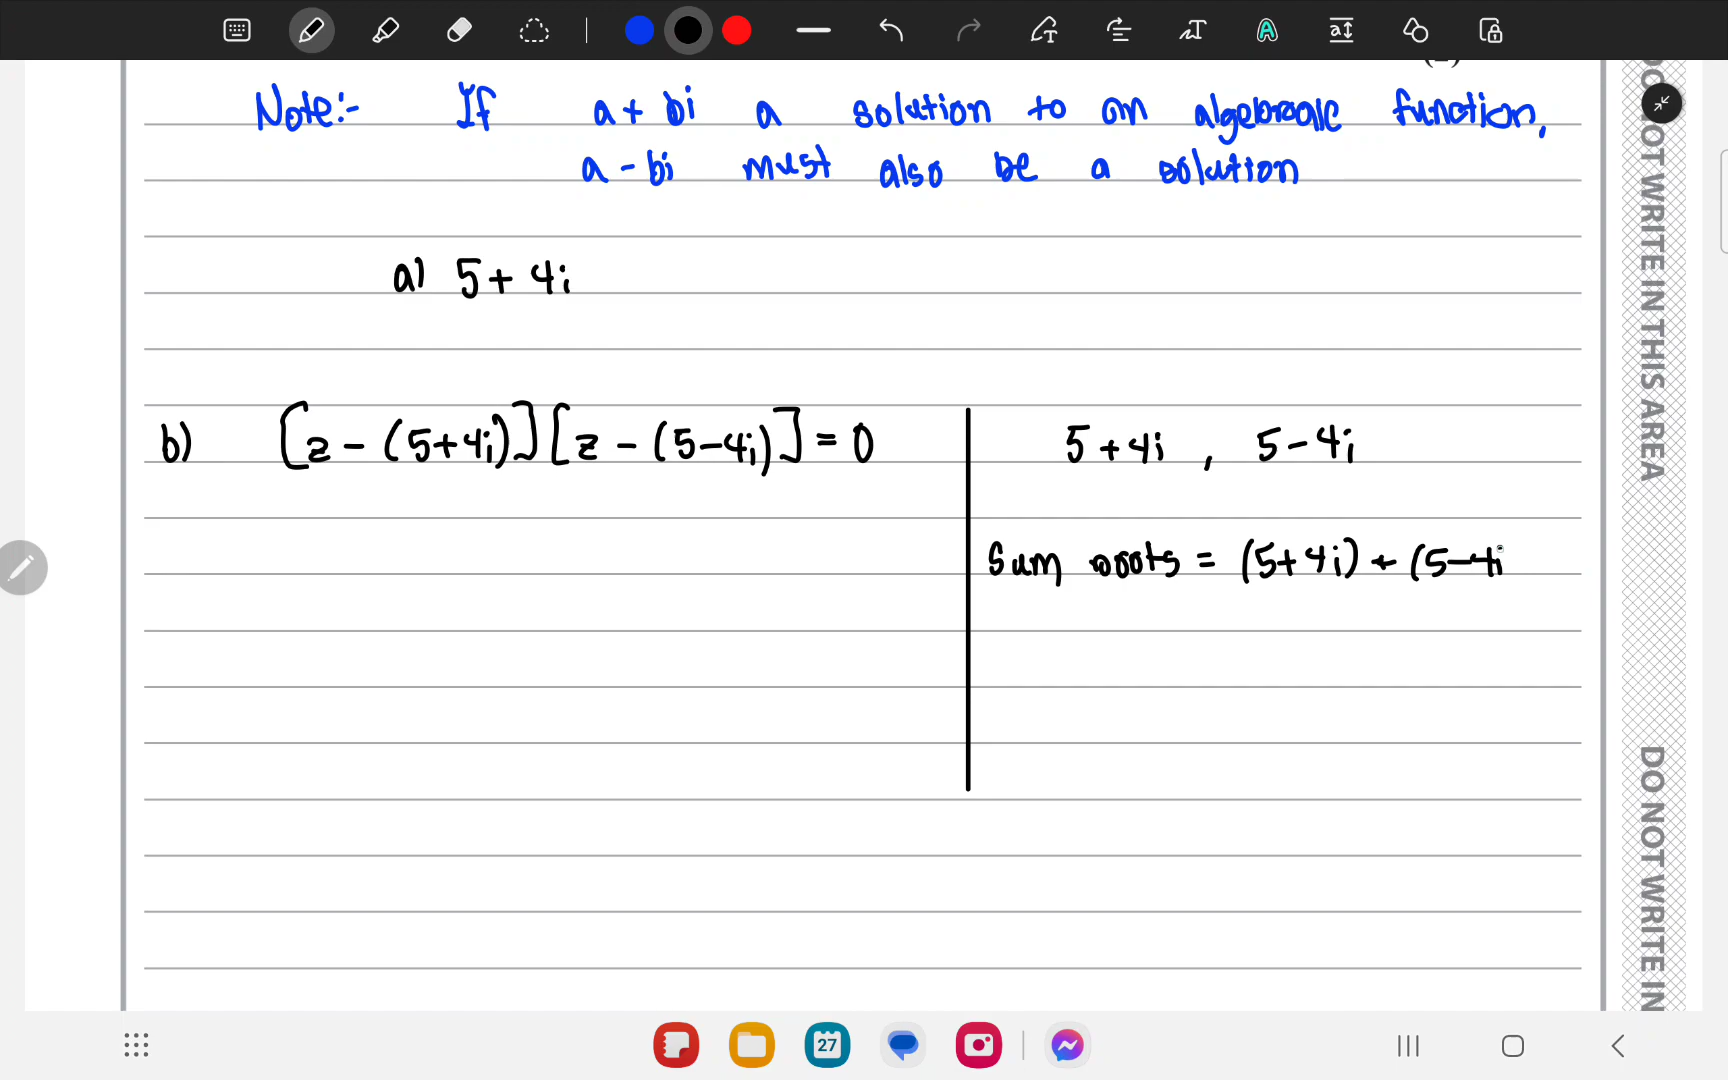 Note:- If a + bi a solution to an algebraic function,
a - bi must also be a solution
a) 5 + 4i
b) [z - (5+4i)][z - (5-4i)] = 0
5 + 4i , 5 - 4i
Sum roots = (5+4i) + (5-4i
DO NOT WRITE IN THIS AREA
DO NOT WRITE IN
27